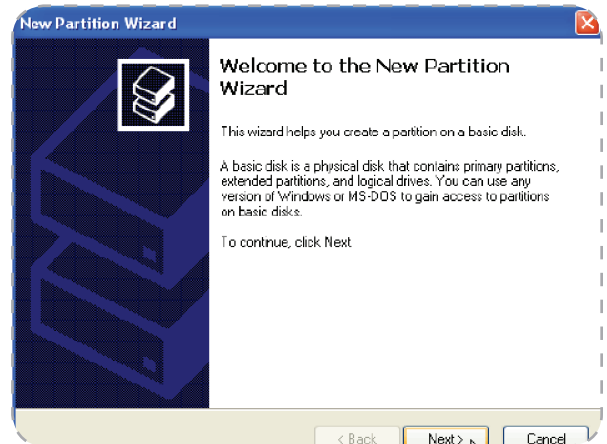 New Partition Wizard
Welcome to the New Partition
Wizard
This wizard helps you create a partition on a basic disk.
A basic disk is a physical disk that contains primary partitions,
extended partitions, and logical drives. You can use any
version of Windows or MS-DOS to gain access to partitions
on basic disks.
To continue, click Next
< Back Next > Cancel